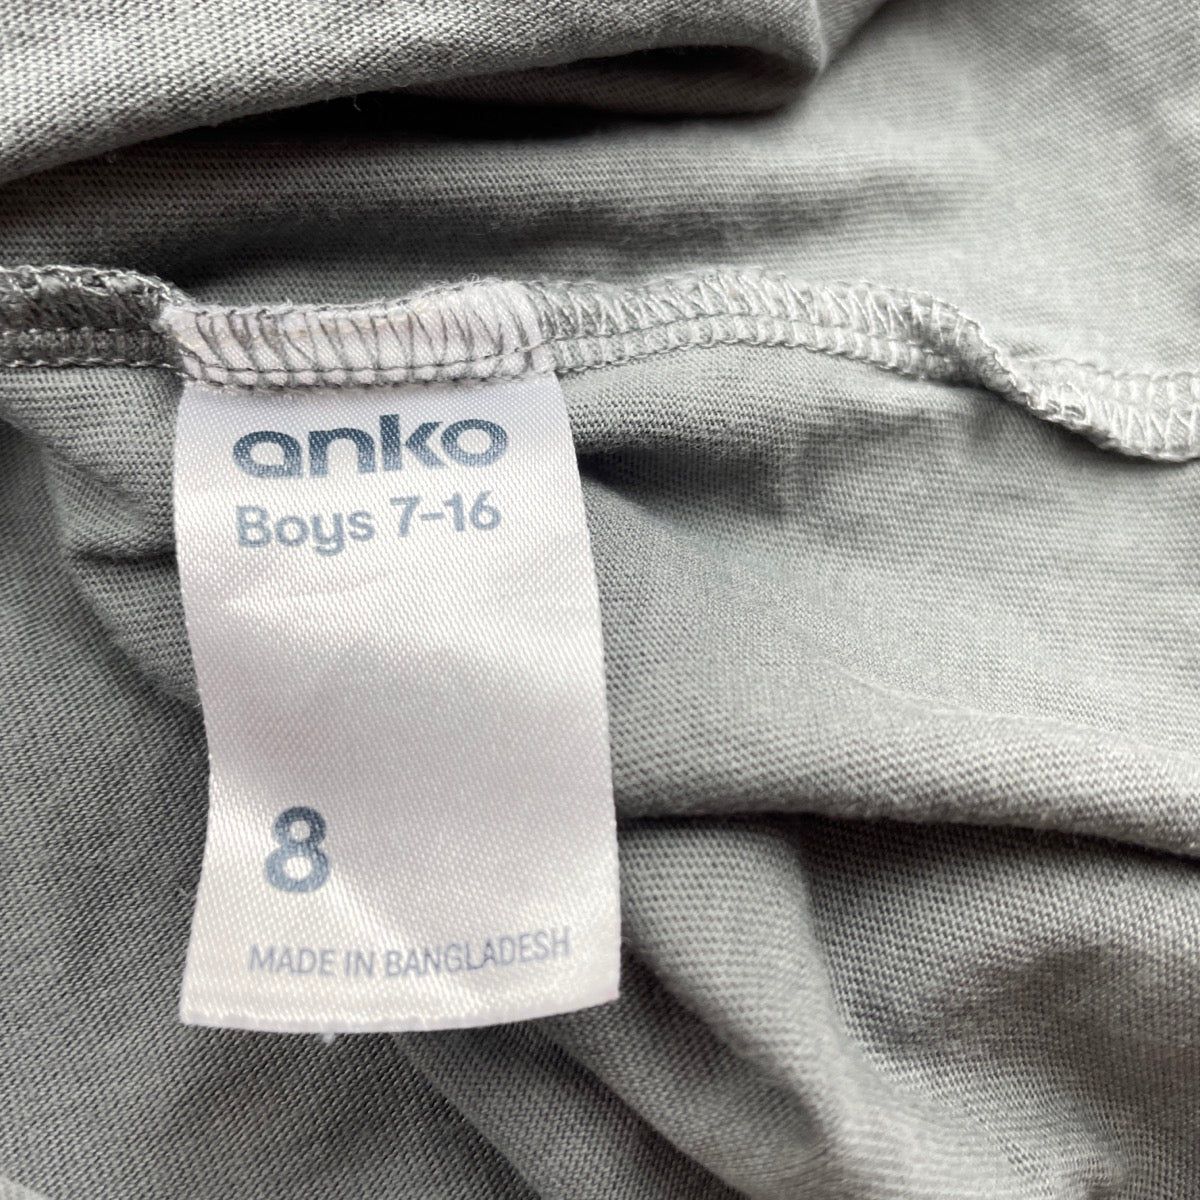 anko
Boys 7-16
8
MADE IN BANGLADESH